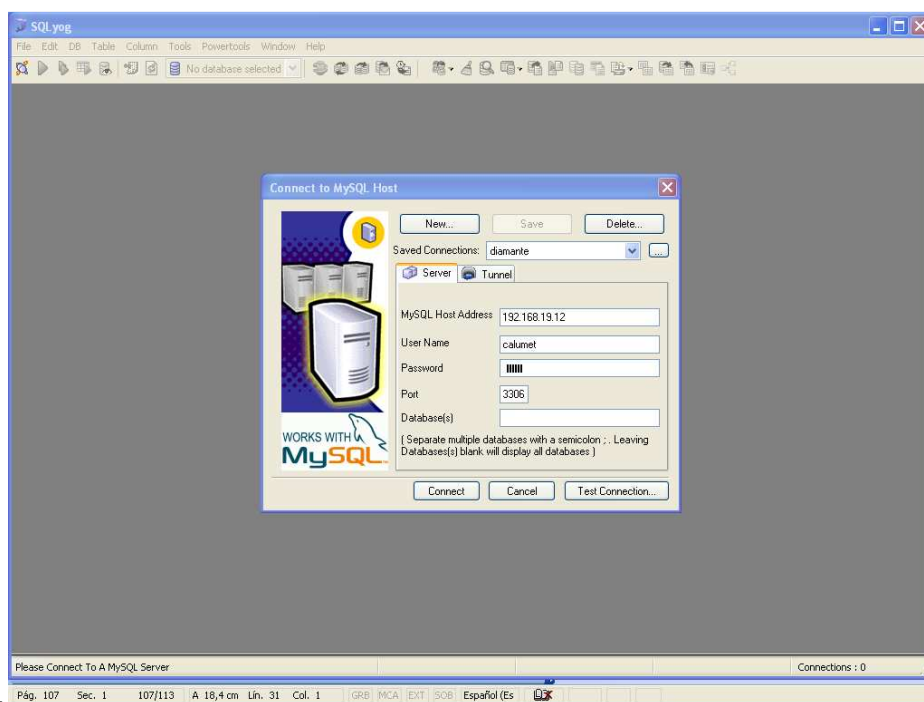 SQLyog
File Edit DB Table Column Tools Powertools Window Help
No database selected
Connect to MySQL Host
New... Save Delete...
Saved Connections: diamante ...
Server Tunnel
MySQL Host Address 192.168.19.12
User Name calumet
Password
Port 3306
Database(s)
( Separate multiple databases with a semicolon ; . Leaving
Databases(s) blank will display all databases )
WORKS WITH
MySQL
Connect Cancel Test Connection...
Please Connect To A MySQL Server Connections : 0
Pág. 107 Sec. 1 107/113 A 18,4 cm Lín. 31 Col. 1 GRB MCA EXT SOB Español (Es